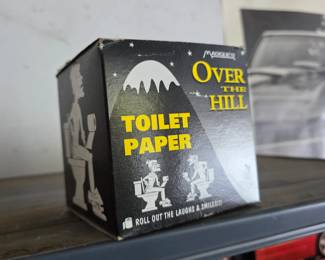 OVER
THE
HILL
TOILET
PAPER
ROLL OUT THE LAUGHS & SMILES!!!